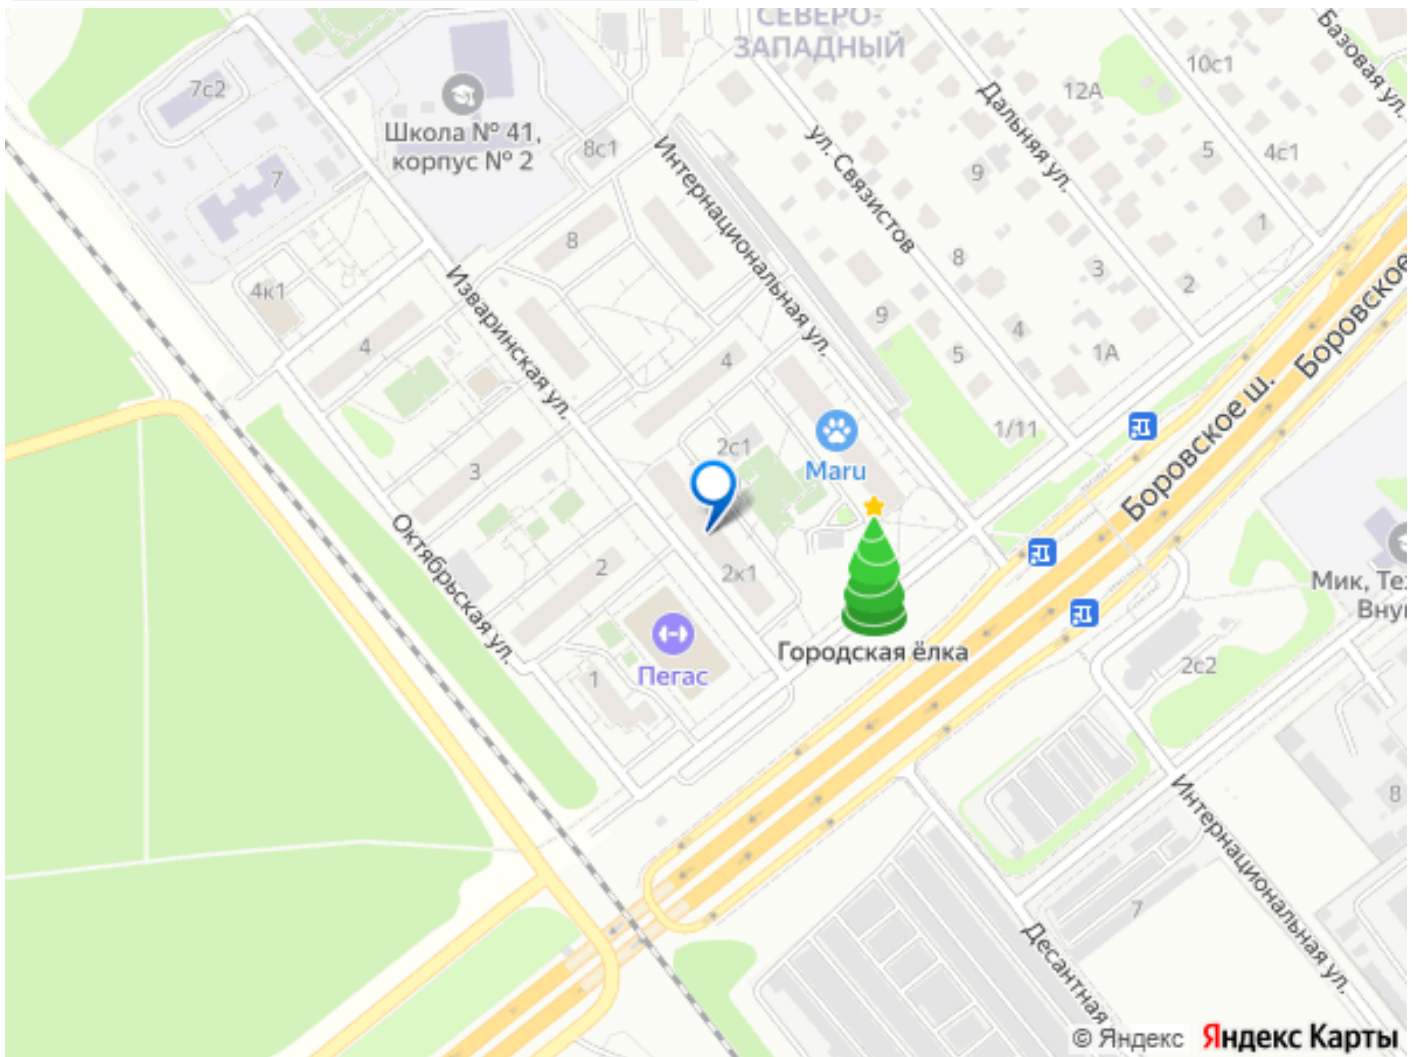 СЕВЕРО-
ЗАПАДНЫЙ
Базовая ул.
10с1
7с2
12А
Школа № 41,
корпус № 2
8с1
Интернациональная ул.
ул. Связистов
Дальняя ул.
9
5
4с1
7
1
8
8
3
2
4к1
Изваринская ул.
9
4
5
1А
4
4
Боровское ш.
Боровское
1/11
2с1
Maru
3
Октябрьская ул.
2
2к1
Мик, Те
Вну
Городская ёлка
Пегас
1
2с2
8
Интернациональная ул.
7
Десантная
© Яндекс Яндекс Карты